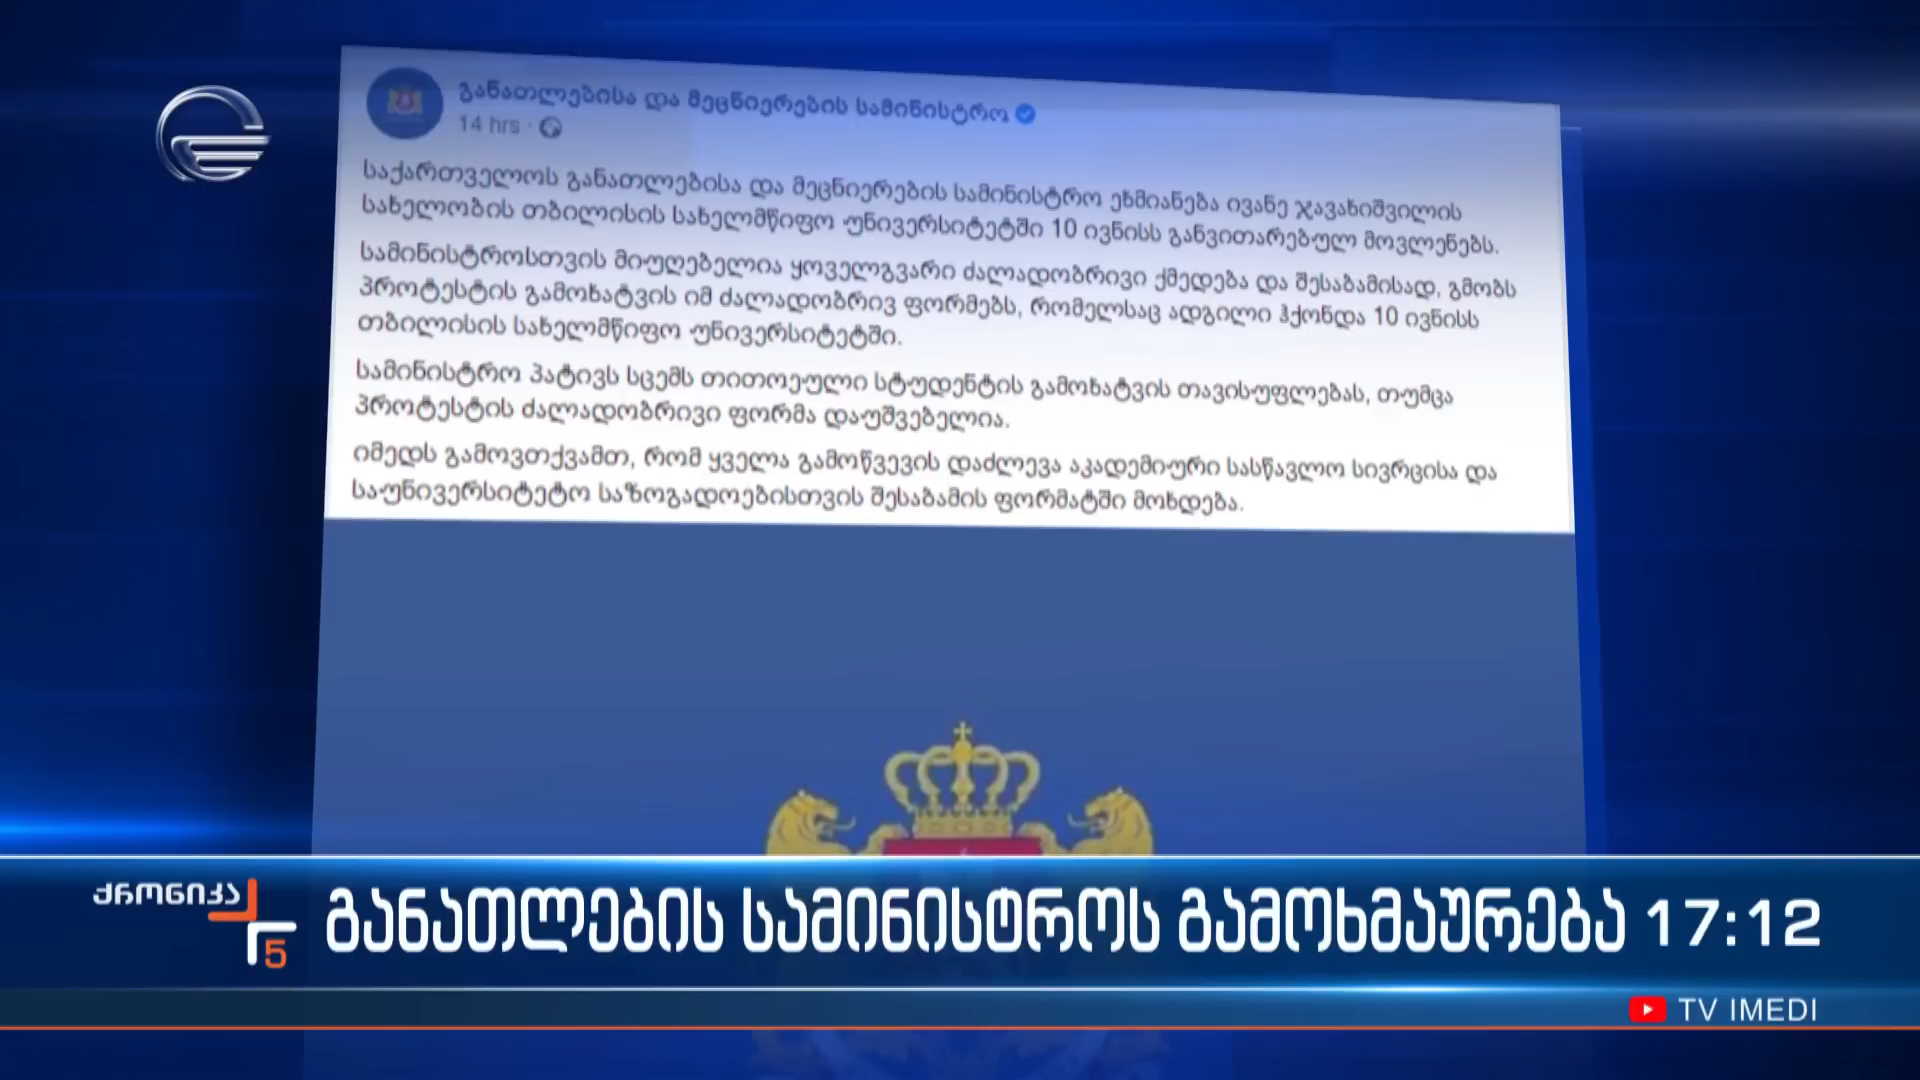 განათლებისა და მეცნიერების სამინისტრო
14 hrs ·
საქართველოს განათლებისა და მეცნიერების სამინისტრო ეხმიანება ივანე ჯავახიშვილის
სახელობის თბილისის სახელმწიფო უნივერსიტეტში 10 ივნისს განვითარებულ მოვლენებს.
სამინისტროსთვის მიუღებელია ყოველგვარი ძალადობრივი ქმედება და შესაბამისად, გმობს
პროტესტის გამოხატვის იმ ძალადობრივ ფორმებს, რომელსაც ადგილი ჰქონდა 10 ივნისს
თბილისის სახელმწიფო უნივერსიტეტში.
სამინისტრო პატივს სცემს თითოეული სტუდენტის გამოხატვის თავისუფლებას, თუმცა
პროტესტის ძალადობრივი ფორმა დაუშვებელია.
იმედს გამოვთქვამთ, რომ ყველა გამოწვევის დაძლევა აკადემიური სასწავლო სივრცისა და
საუნივერსიტეტო საზოგადოებისთვის შესაბამის ფორმატში მოხდება.
ქრონიკა 5
განათლების სამინისტროს გამოხმაურება 17:12
TV IMEDI